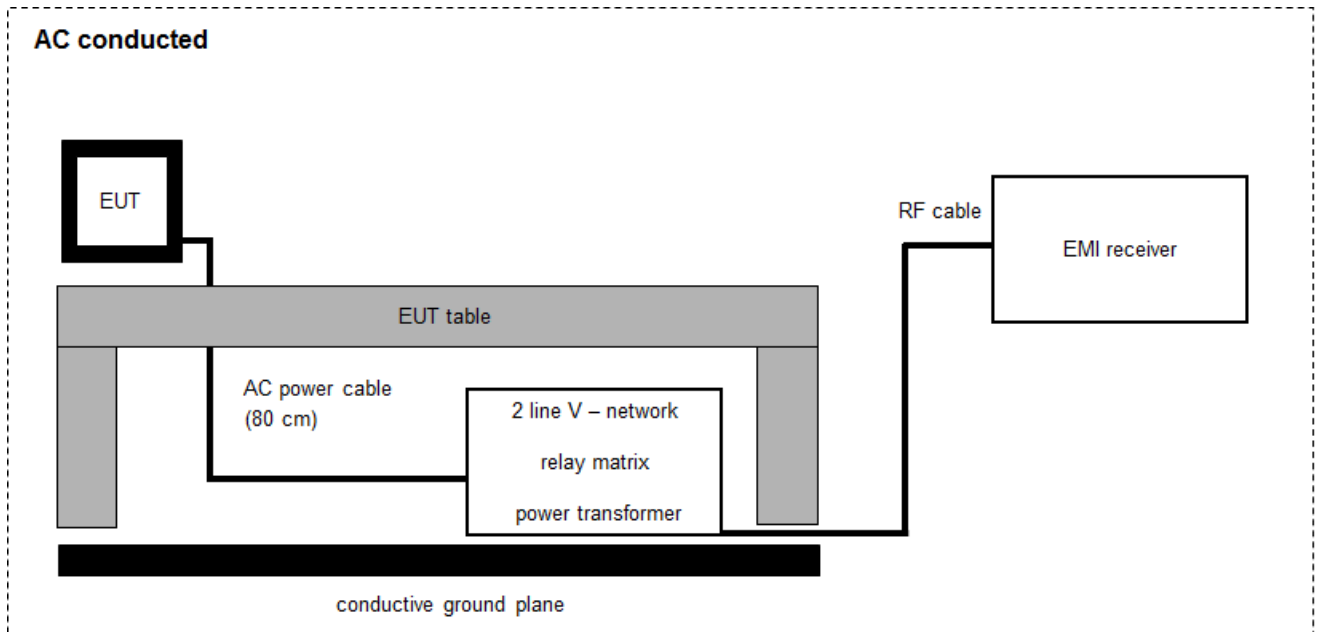 AC conducted
EUT
RF cable
EMI receiver
EUT table
AC power cable
(80 cm)
2 line V – network
relay matrix
power transformer
conductive ground plane